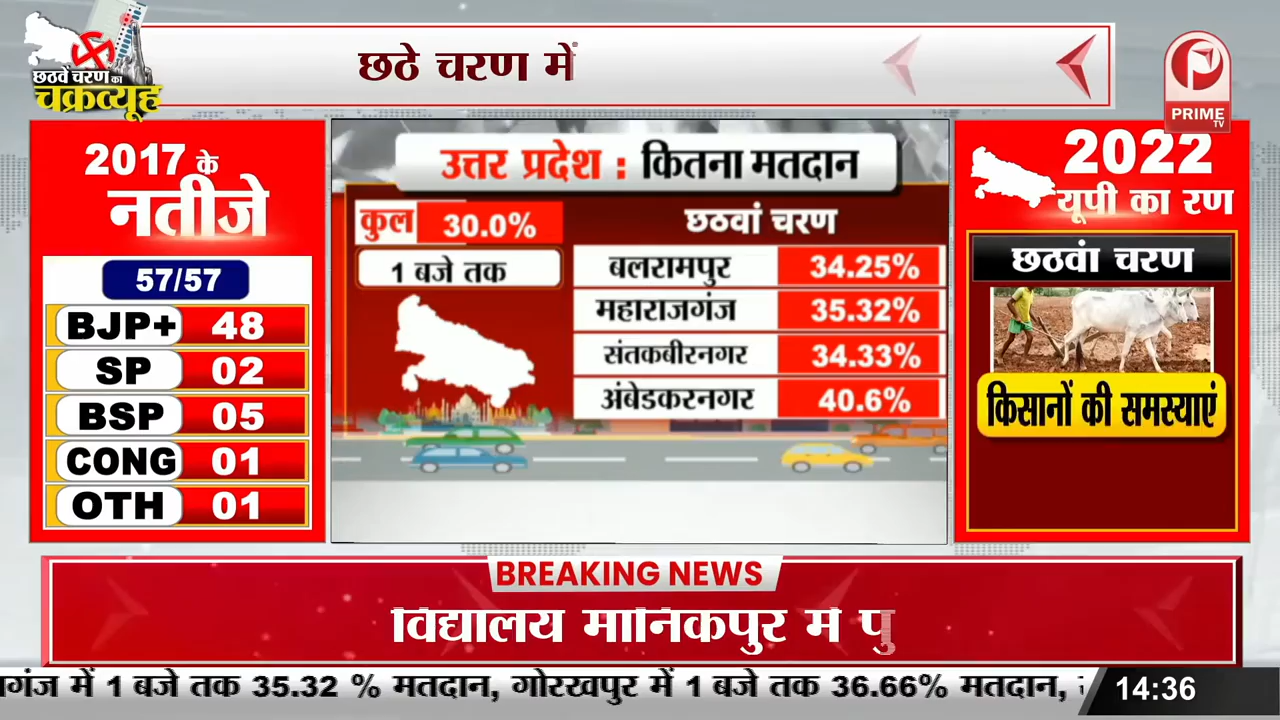 छठवें चरण का
चक्रव्यूह
छठे चरण में
PRIME
TV
2017 के
नतीजे
57/57
BJP+ 48
SP 02
BSP 05
CONG 01
OTH 01
उत्तर प्रदेश : कितना मतदान
कुल 30.0%
1 बजे तक
छठवां चरण
बलरामपुर 34.25%
महाराजगंज 35.32%
संतकबीरनगर 34.33%
अंबेडकरनगर 40.6%
2022
यूपी का रण
छठवां चरण
किसानों की समस्याएं
BREAKING NEWS
विद्यालय मानिकपुर में पु
गंज में 1 बजे तक 35.32 % मतदान, गोरखपुर में 1 बजे तक 36.66% मतदान,
14:36